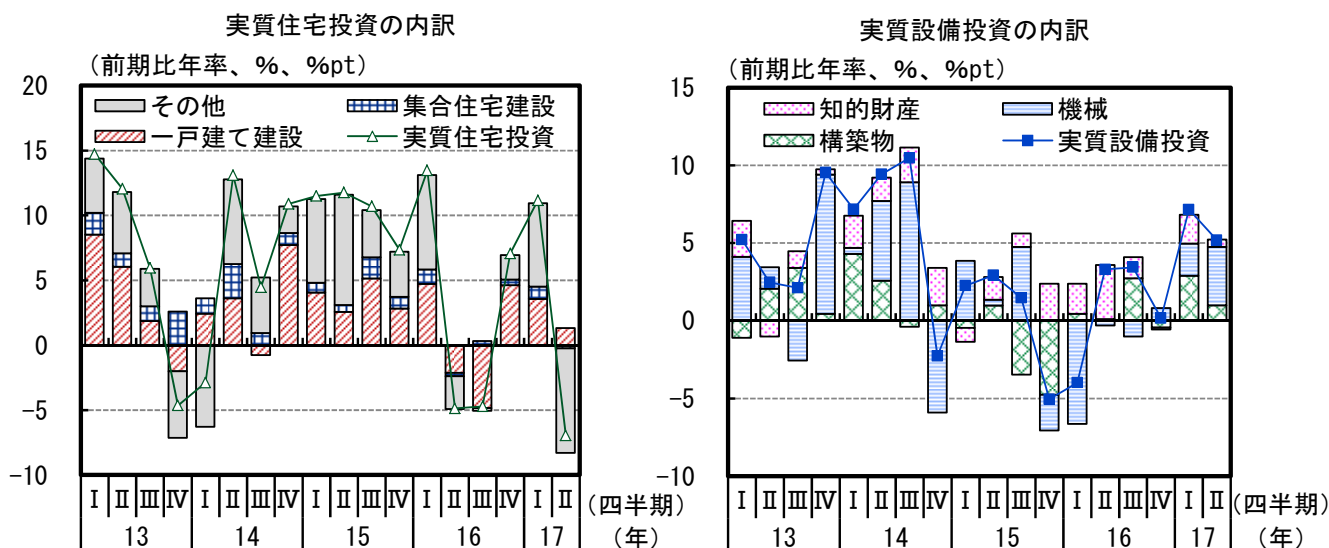 実質住宅投資の内訳
(前期比年率、%、%pt)
20
15
10
5
0
-5
-10
その他
集合住宅建設
一戸建て建設
実質住宅投資
Ⅰ Ⅱ Ⅲ Ⅳ Ⅰ Ⅱ Ⅲ Ⅳ Ⅰ Ⅱ Ⅲ Ⅳ Ⅰ Ⅱ Ⅲ Ⅳ Ⅰ Ⅱ (四半期)
13 14 15 16 17 (年)
実質設備投資の内訳
(前期比年率、%、%pt)
15
10
5
0
-5
-10
知的財産
機械
構築物
実質設備投資
Ⅰ Ⅱ Ⅲ Ⅳ Ⅰ Ⅱ Ⅲ Ⅳ Ⅰ Ⅱ Ⅲ Ⅳ Ⅰ Ⅱ Ⅲ Ⅳ Ⅰ Ⅱ (四半期)
13 14 15 16 17 (年)